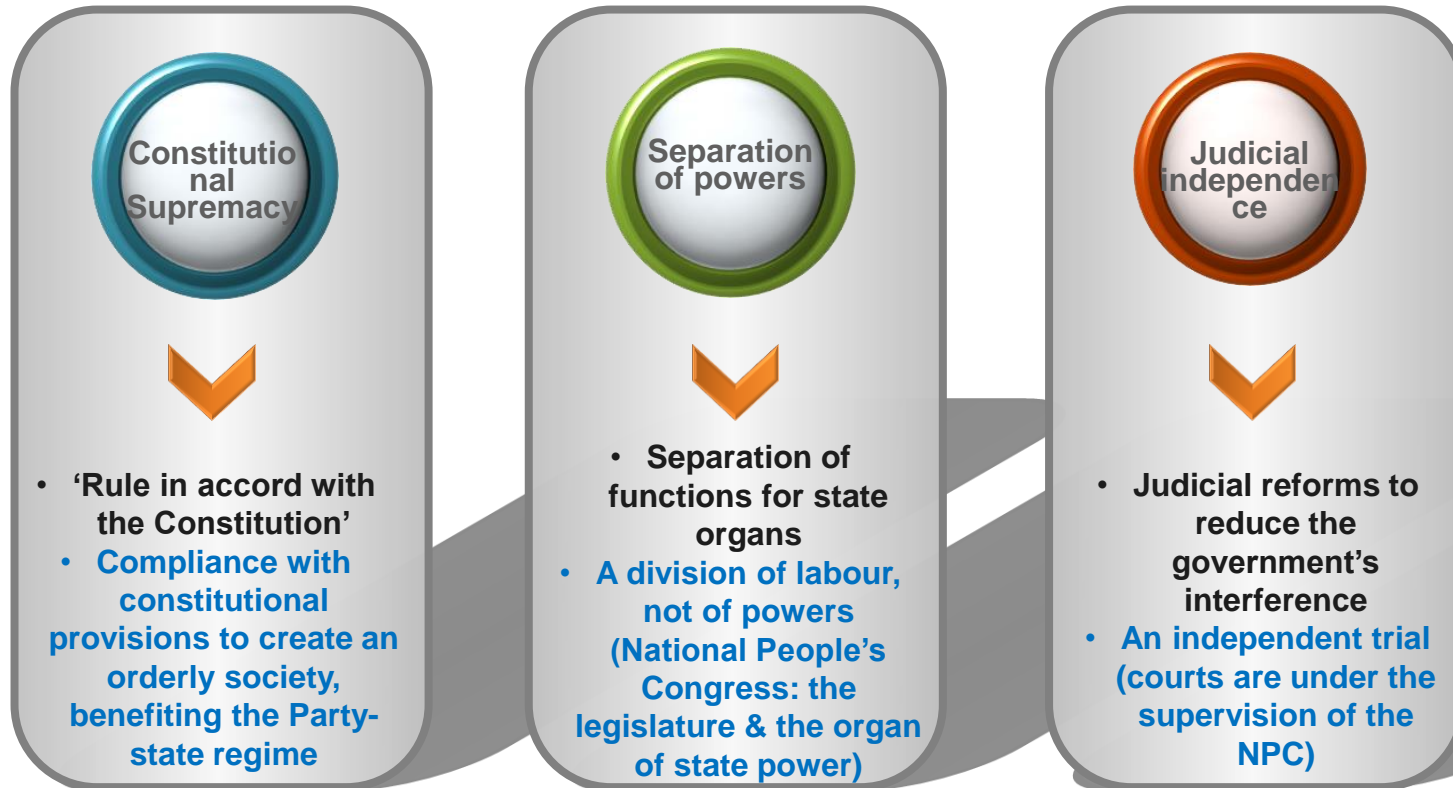 Constitutio
nal
Supremacy
• ‘Rule in accord with
the Constitution’
• Compliance with
constitutional
provisions to create an
orderly society,
benefiting the Party-
state regime
Separation
of powers
• Separation of
functions for state
organs
• A division of labour,
not of powers
(National People’s
Congress: the
legislature & the organ
of state power)
Judicial
independen
ce
• Judicial reforms to
reduce the
government’s
interference
• An independent trial
(courts are under the
supervision of the
NPC)